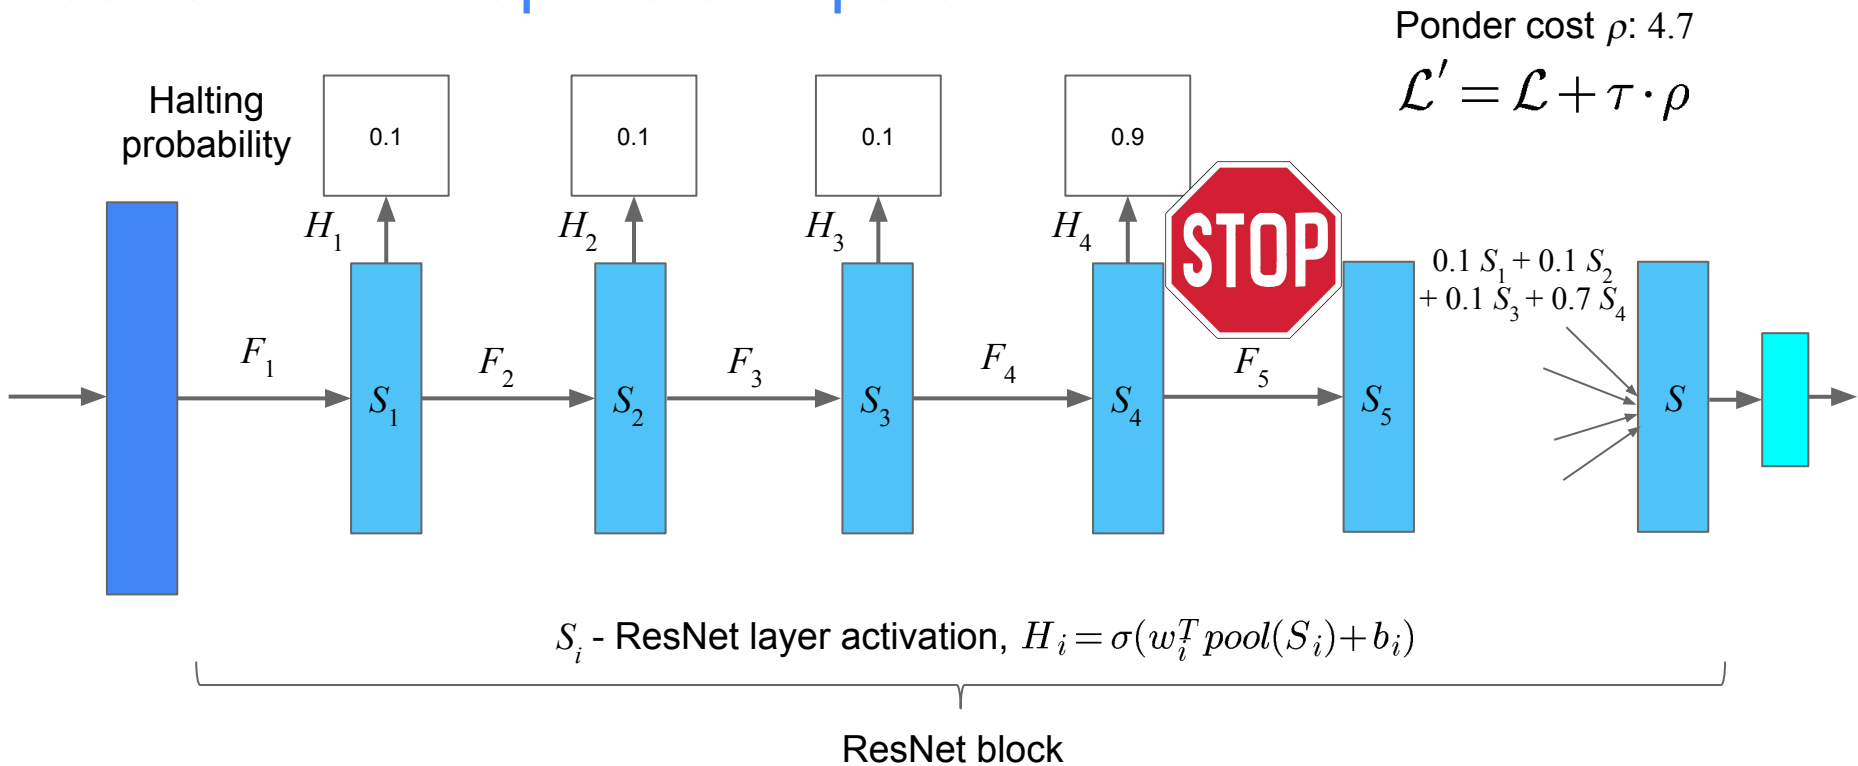 Ponder cost ρ: 4.7
ℒ′ = ℒ + τ · ρ
Halting
probability
0.1
0.1
0.1
0.9
H₁
H₂
H₃
H₄
STOP
0.1 S₁ + 0.1 S₂
+ 0.1 S₃ + 0.7 S₄
F₁
F₂
F₃
F₄
F₅
S₁
S₂
S₃
S₄
S₅
S
Sᵢ - ResNet layer activation, Hᵢ = σ(wᵢᵀ pool(Sᵢ) + bᵢ)
ResNet block